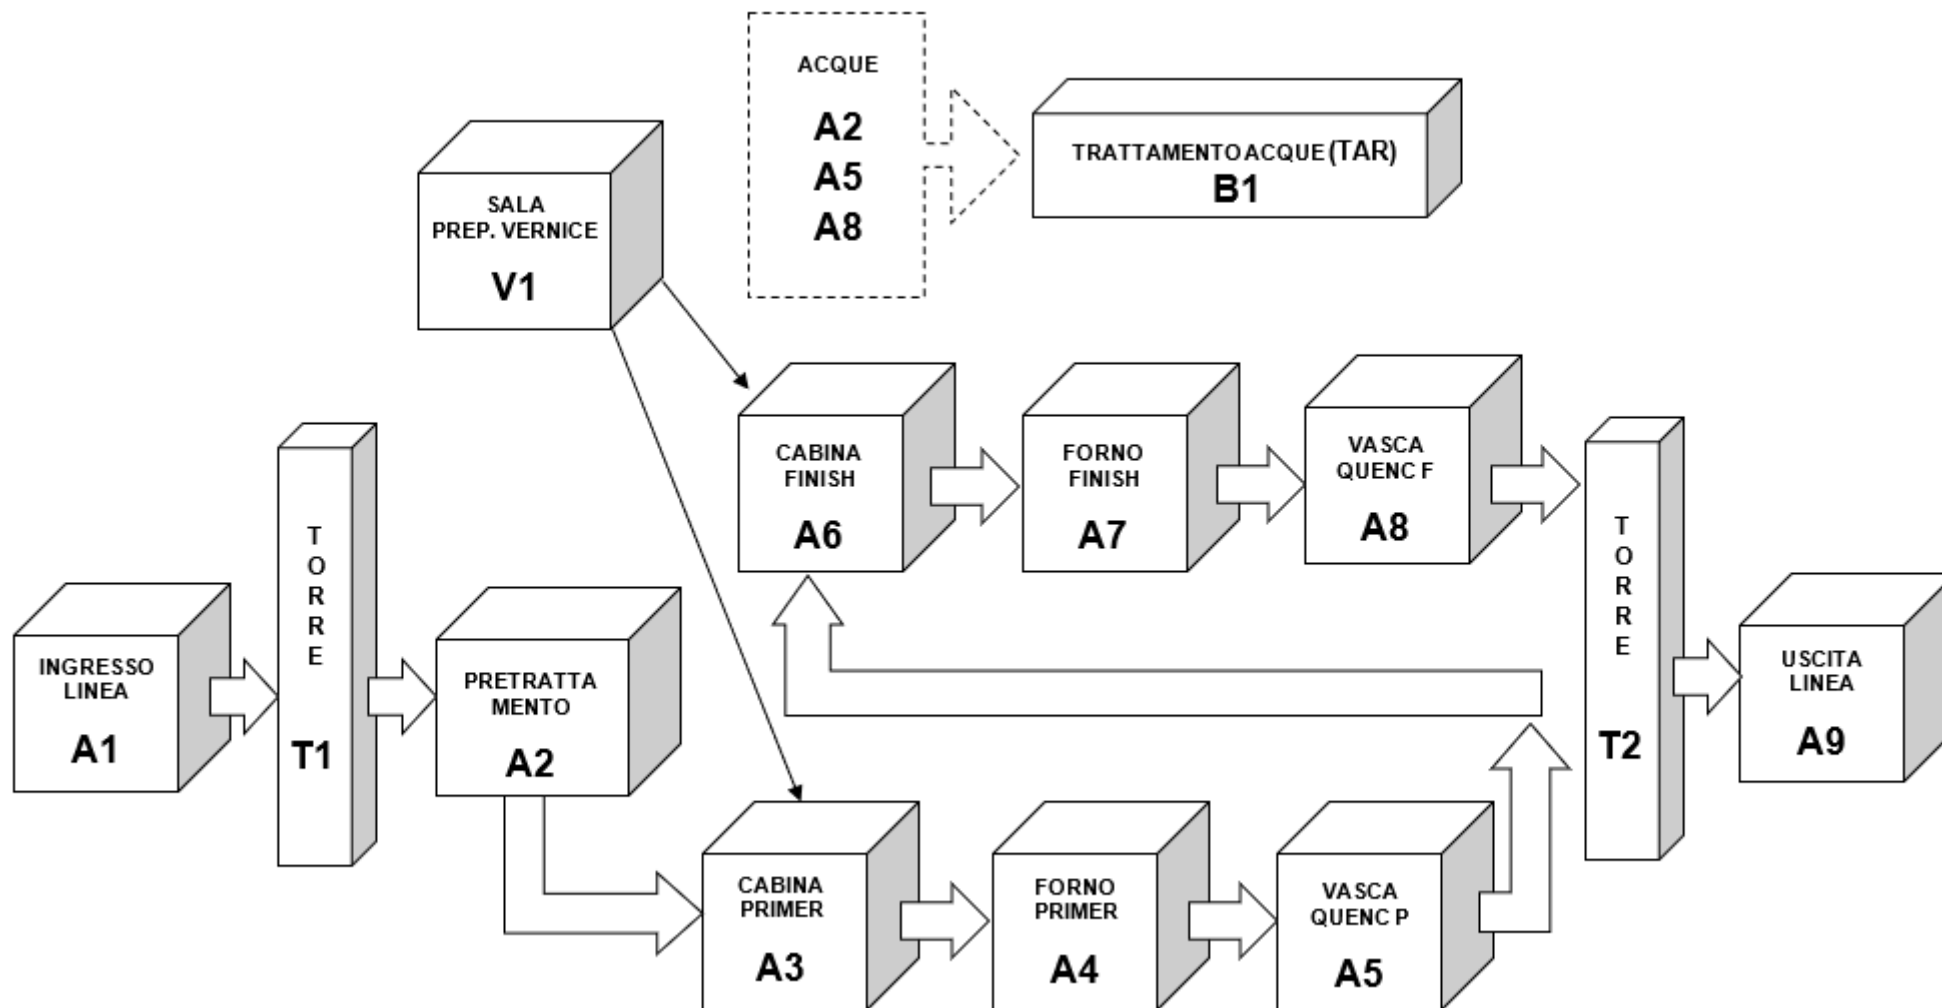 ACQUE
A2
A5
A8
TRATTAMENTO ACQUE (TAR)
B1
SALA
PREP. VERNICE
V1
CABINA
FINISH
A6
FORNO
FINISH
A7
VASCA
QUENC F
A8
TORRE
T1
TORRE
T2
INGRESSO
LINEA
A1
PRETRATTA
MENTO
A2
USCITA
LINEA
A9
CABINA
PRIMER
A3
FORNO
PRIMER
A4
VASCA
QUENC P
A5